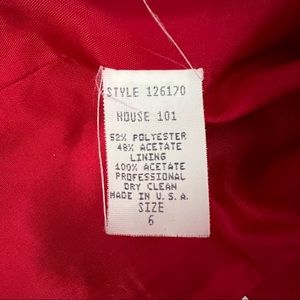 STYLE 126170
HOUSE 101
52% POLYESTER
48% ACETATE
LINING
100% ACETATE
PROFESSIONAL
DRY CLEAN
MADE IN U.S.A.
SIZE
6